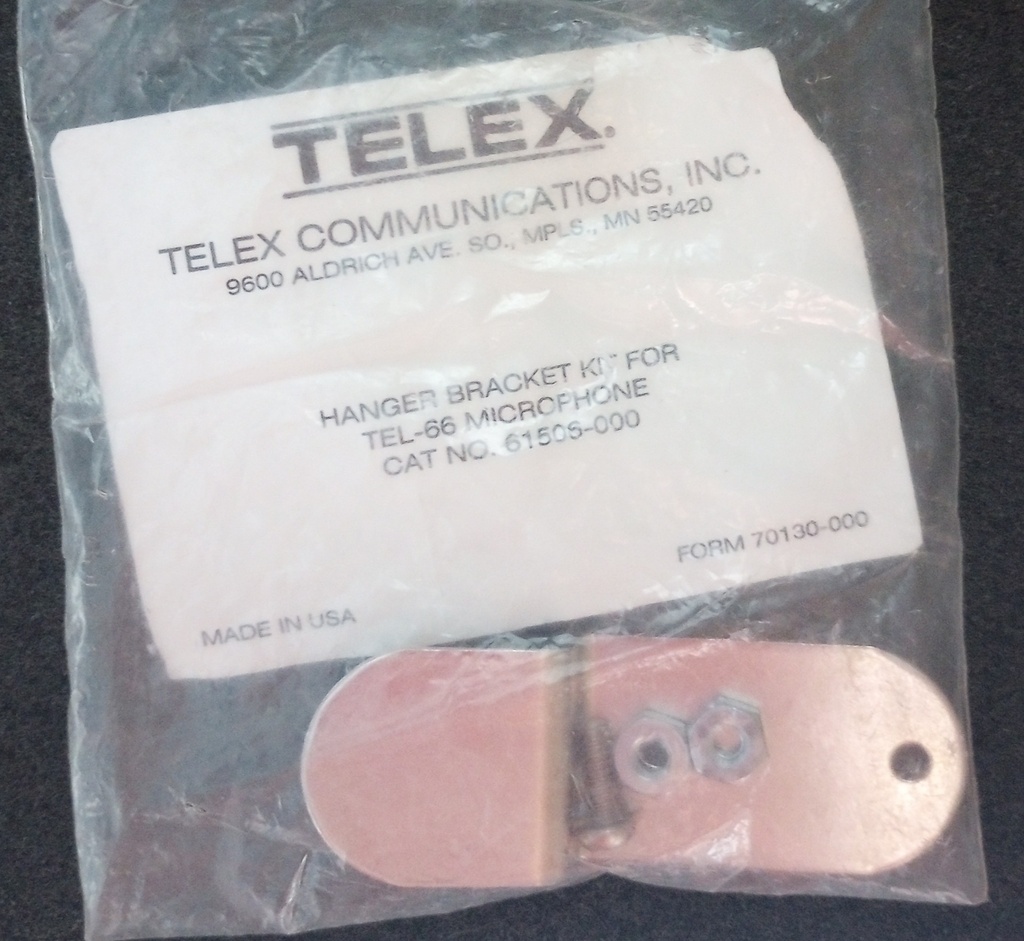 TELEX.
TELEX COMMUNICATIONS, INC.
9600 ALDRICH AVE. SO., MPLS., MN 55420
HANGER BRACKET KIT FOR
TEL-66 MICROPHONE
CAT NO. 61506-000
FORM 70130-000
MADE IN USA